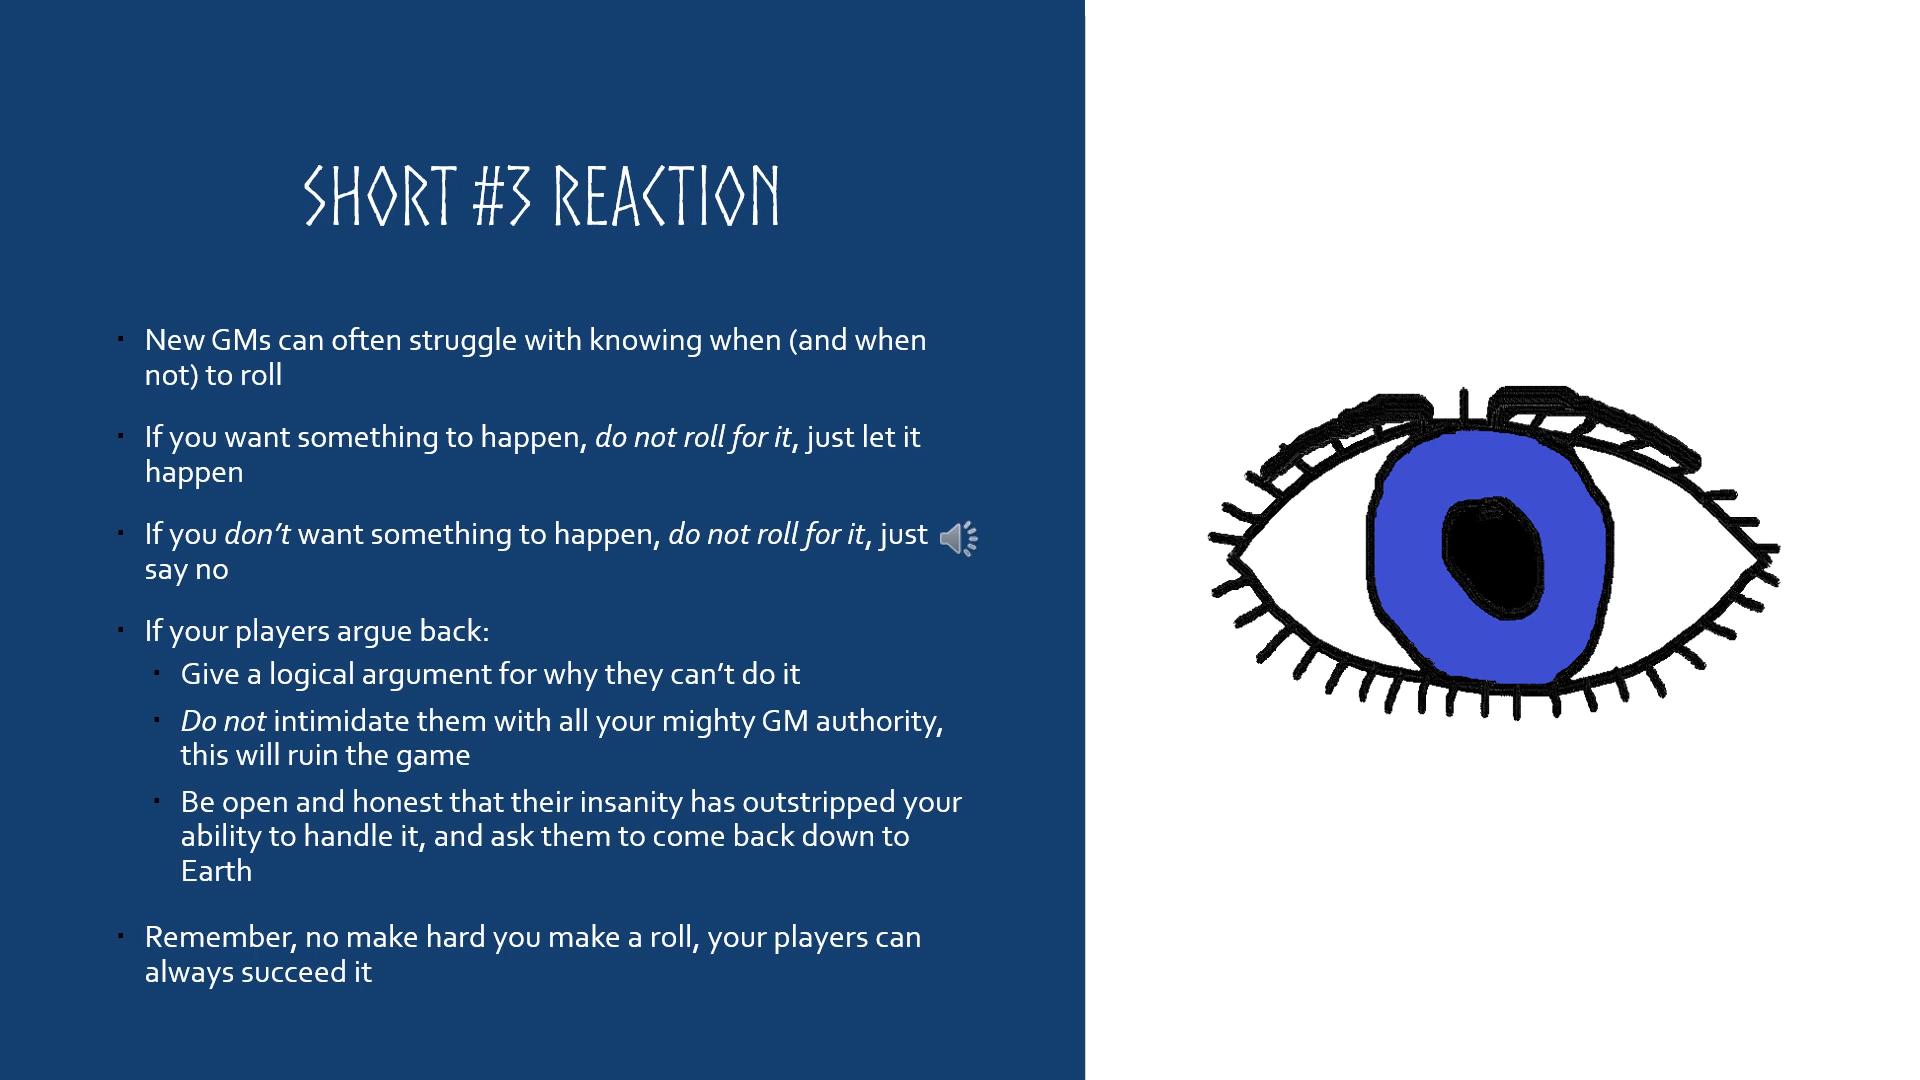 SHORT #3 REACTION
New GMs can often struggle with knowing when (and when
not) to roll
If you want something to happen, do not roll for it, just let it
happen
If you don’t want something to happen, do not roll for it, just
say no
If your players argue back:
Give a logical argument for why they can’t do it
Do not intimidate them with all your mighty GM authority,
this will ruin the game
Be open and honest that their insanity has outstripped your
ability to handle it, and ask them to come back down to
Earth
Remember, no make hard you make a roll, your players can
always succeed it